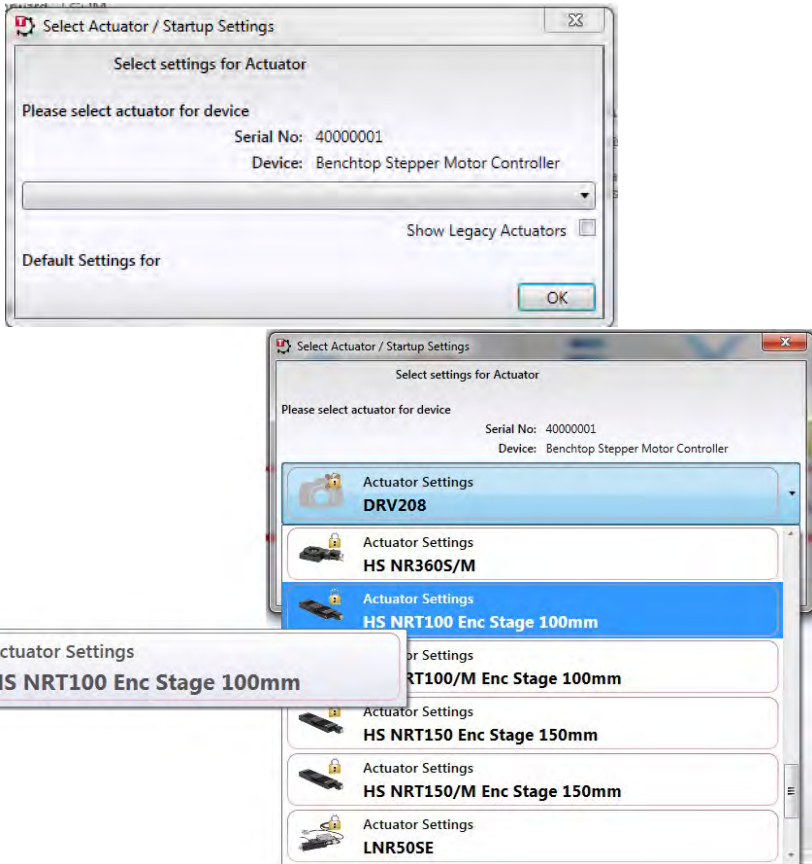 Select Actuator / Startup Settings
Select settings for Actuator
Please select actuator for device
Serial No: 40000001
Device: Benchtop Stepper Motor Controller
Show Legacy Actuators
Default Settings for
OK
Select Actuator / Startup Settings
Select settings for Actuator
Please select actuator for device
Serial No: 40000001
Device: Benchtop Stepper Motor Controller
Actuator Settings
DRV208
Actuator Settings
HS NR360S/M
Actuator Settings
HS NRT100 Enc Stage 100mm
ctuator Settings
HS NRT100 Enc Stage 100mm
or Settings
RT100/M Enc Stage 100mm
Actuator Settings
HS NRT150 Enc Stage 150mm
Actuator Settings
HS NRT150/M Enc Stage 150mm
Actuator Settings
LNR50SE